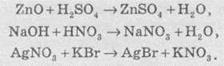 ZnO + H₂SO₄ → ZnSO₄ + H₂O,
NaOH + HNO₃ → NaNO₃ + H₂O,
AgNO₃ + KBr → AgBr + KNO₃.